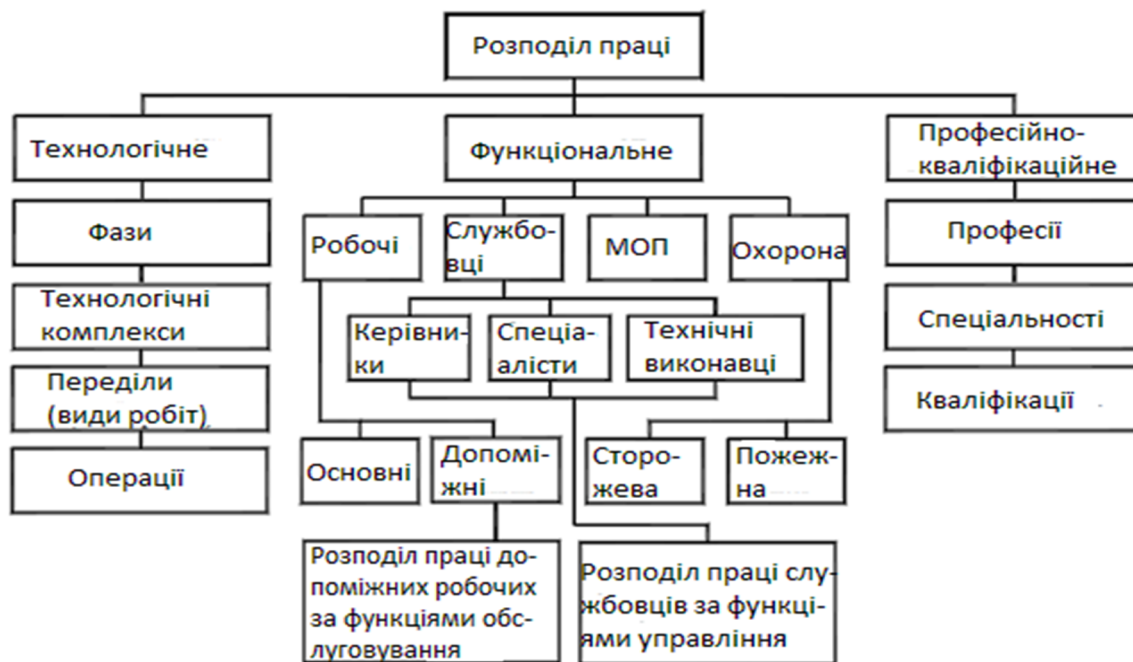 Розподіл праці
Технологічне
Функціональне
Професійно-
кваліфікаційне
Фази
Робочі
Службо-
вці
МОП
Охорона
Професії
Технологічні
комплекси
Керівни-
ки
Спеціа-
алісти
Технічні
виконавці
Спеціальності
Переділи
(види робіт)
Кваліфікації
Операції
Основні
Допомі-
жні
Сторо-
жева
Пожеж-
на
Розподіл праці до-
поміжних робочих
за функціями обс-
луговування
Розподіл праці слу-
жбовців за функці-
ями управління